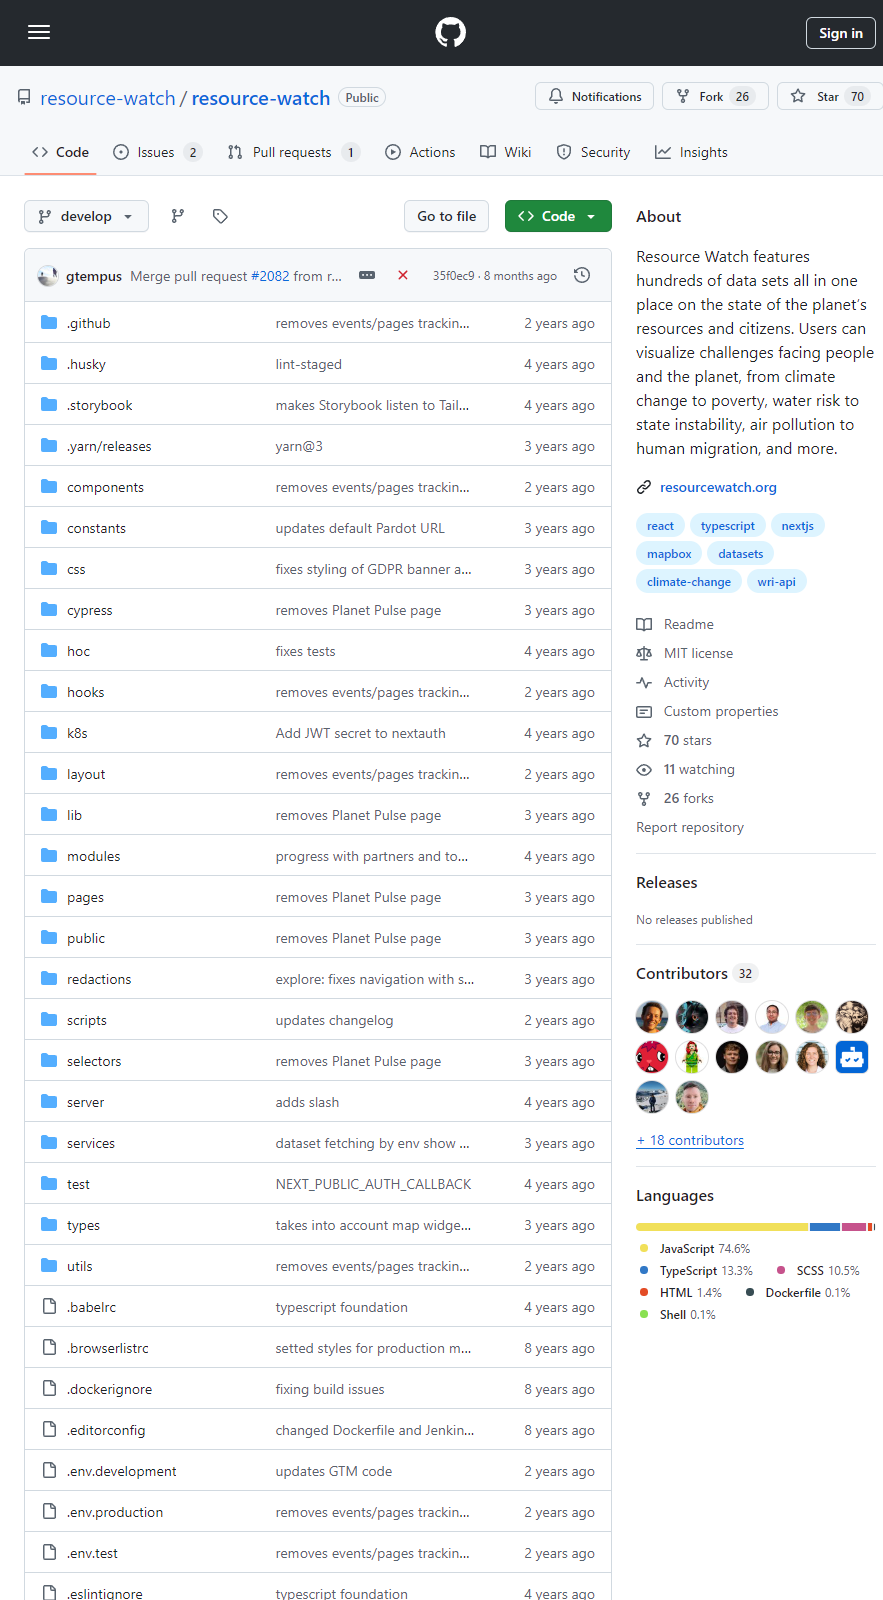 Sign in
resource-watch / resource-watch Public
Notifications Fork 26 Star 70
Code Issues 2 Pull requests 1 Actions Wiki Security Insights
develop Go to file Code
gtempus Merge pull request #2082 from r... 35f0ec9 · 8 months ago
.github removes events/pages trackin... 2 years ago
.husky lint-staged 4 years ago
.storybook makes Storybook listen to Tail... 4 years ago
.yarn/releases yarn@3 3 years ago
components removes events/pages trackin... 2 years ago
constants updates default Pardot URL 3 years ago
css fixes styling of GDPR banner a... 3 years ago
cypress removes Planet Pulse page 3 years ago
hoc fixes tests 4 years ago
hooks removes events/pages trackin... 2 years ago
k8s Add JWT secret to nextauth 4 years ago
layout removes events/pages trackin... 2 years ago
lib removes Planet Pulse page 3 years ago
modules progress with partners and to... 4 years ago
pages removes Planet Pulse page 3 years ago
public removes Planet Pulse page 3 years ago
redactions explore: fixes navigation with s... 3 years ago
scripts updates changelog 2 years ago
selectors removes Planet Pulse page 3 years ago
server adds slash 4 years ago
services dataset fetching by env show ... 3 years ago
test NEXT_PUBLIC_AUTH_CALLBACK 4 years ago
types takes into account map widge... 3 years ago
utils removes events/pages trackin... 2 years ago
.babelrc typescript foundation 4 years ago
.browserlistrc setted styles for production m... 8 years ago
.dockerignore fixing build issues 8 years ago
.editorconfig changed Dockerfile and Jenkin... 8 years ago
.env.development updates GTM code 2 years ago
.env.production removes events/pages trackin... 2 years ago
.env.test removes events/pages trackin... 2 years ago
.eslintignore typescript foundation 4 years ago
About
Resource Watch features
hundreds of data sets all in one
place on the state of the planet’s
resources and citizens. Users can
visualize challenges facing people
and the planet, from climate
change to poverty, water risk to
state instability, air pollution to
human migration, and more.
resourcewatch.org
react typescript nextjs
mapbox datasets
climate-change wri-api
Readme
MIT license
Activity
Custom properties
70 stars
11 watching
26 forks
Report repository
Releases
No releases published
Contributors 32
+ 18 contributors
Languages
JavaScript 74.6%
TypeScript 13.3% SCSS 10.5%
HTML 1.4% Dockerfile 0.1%
Shell 0.1%